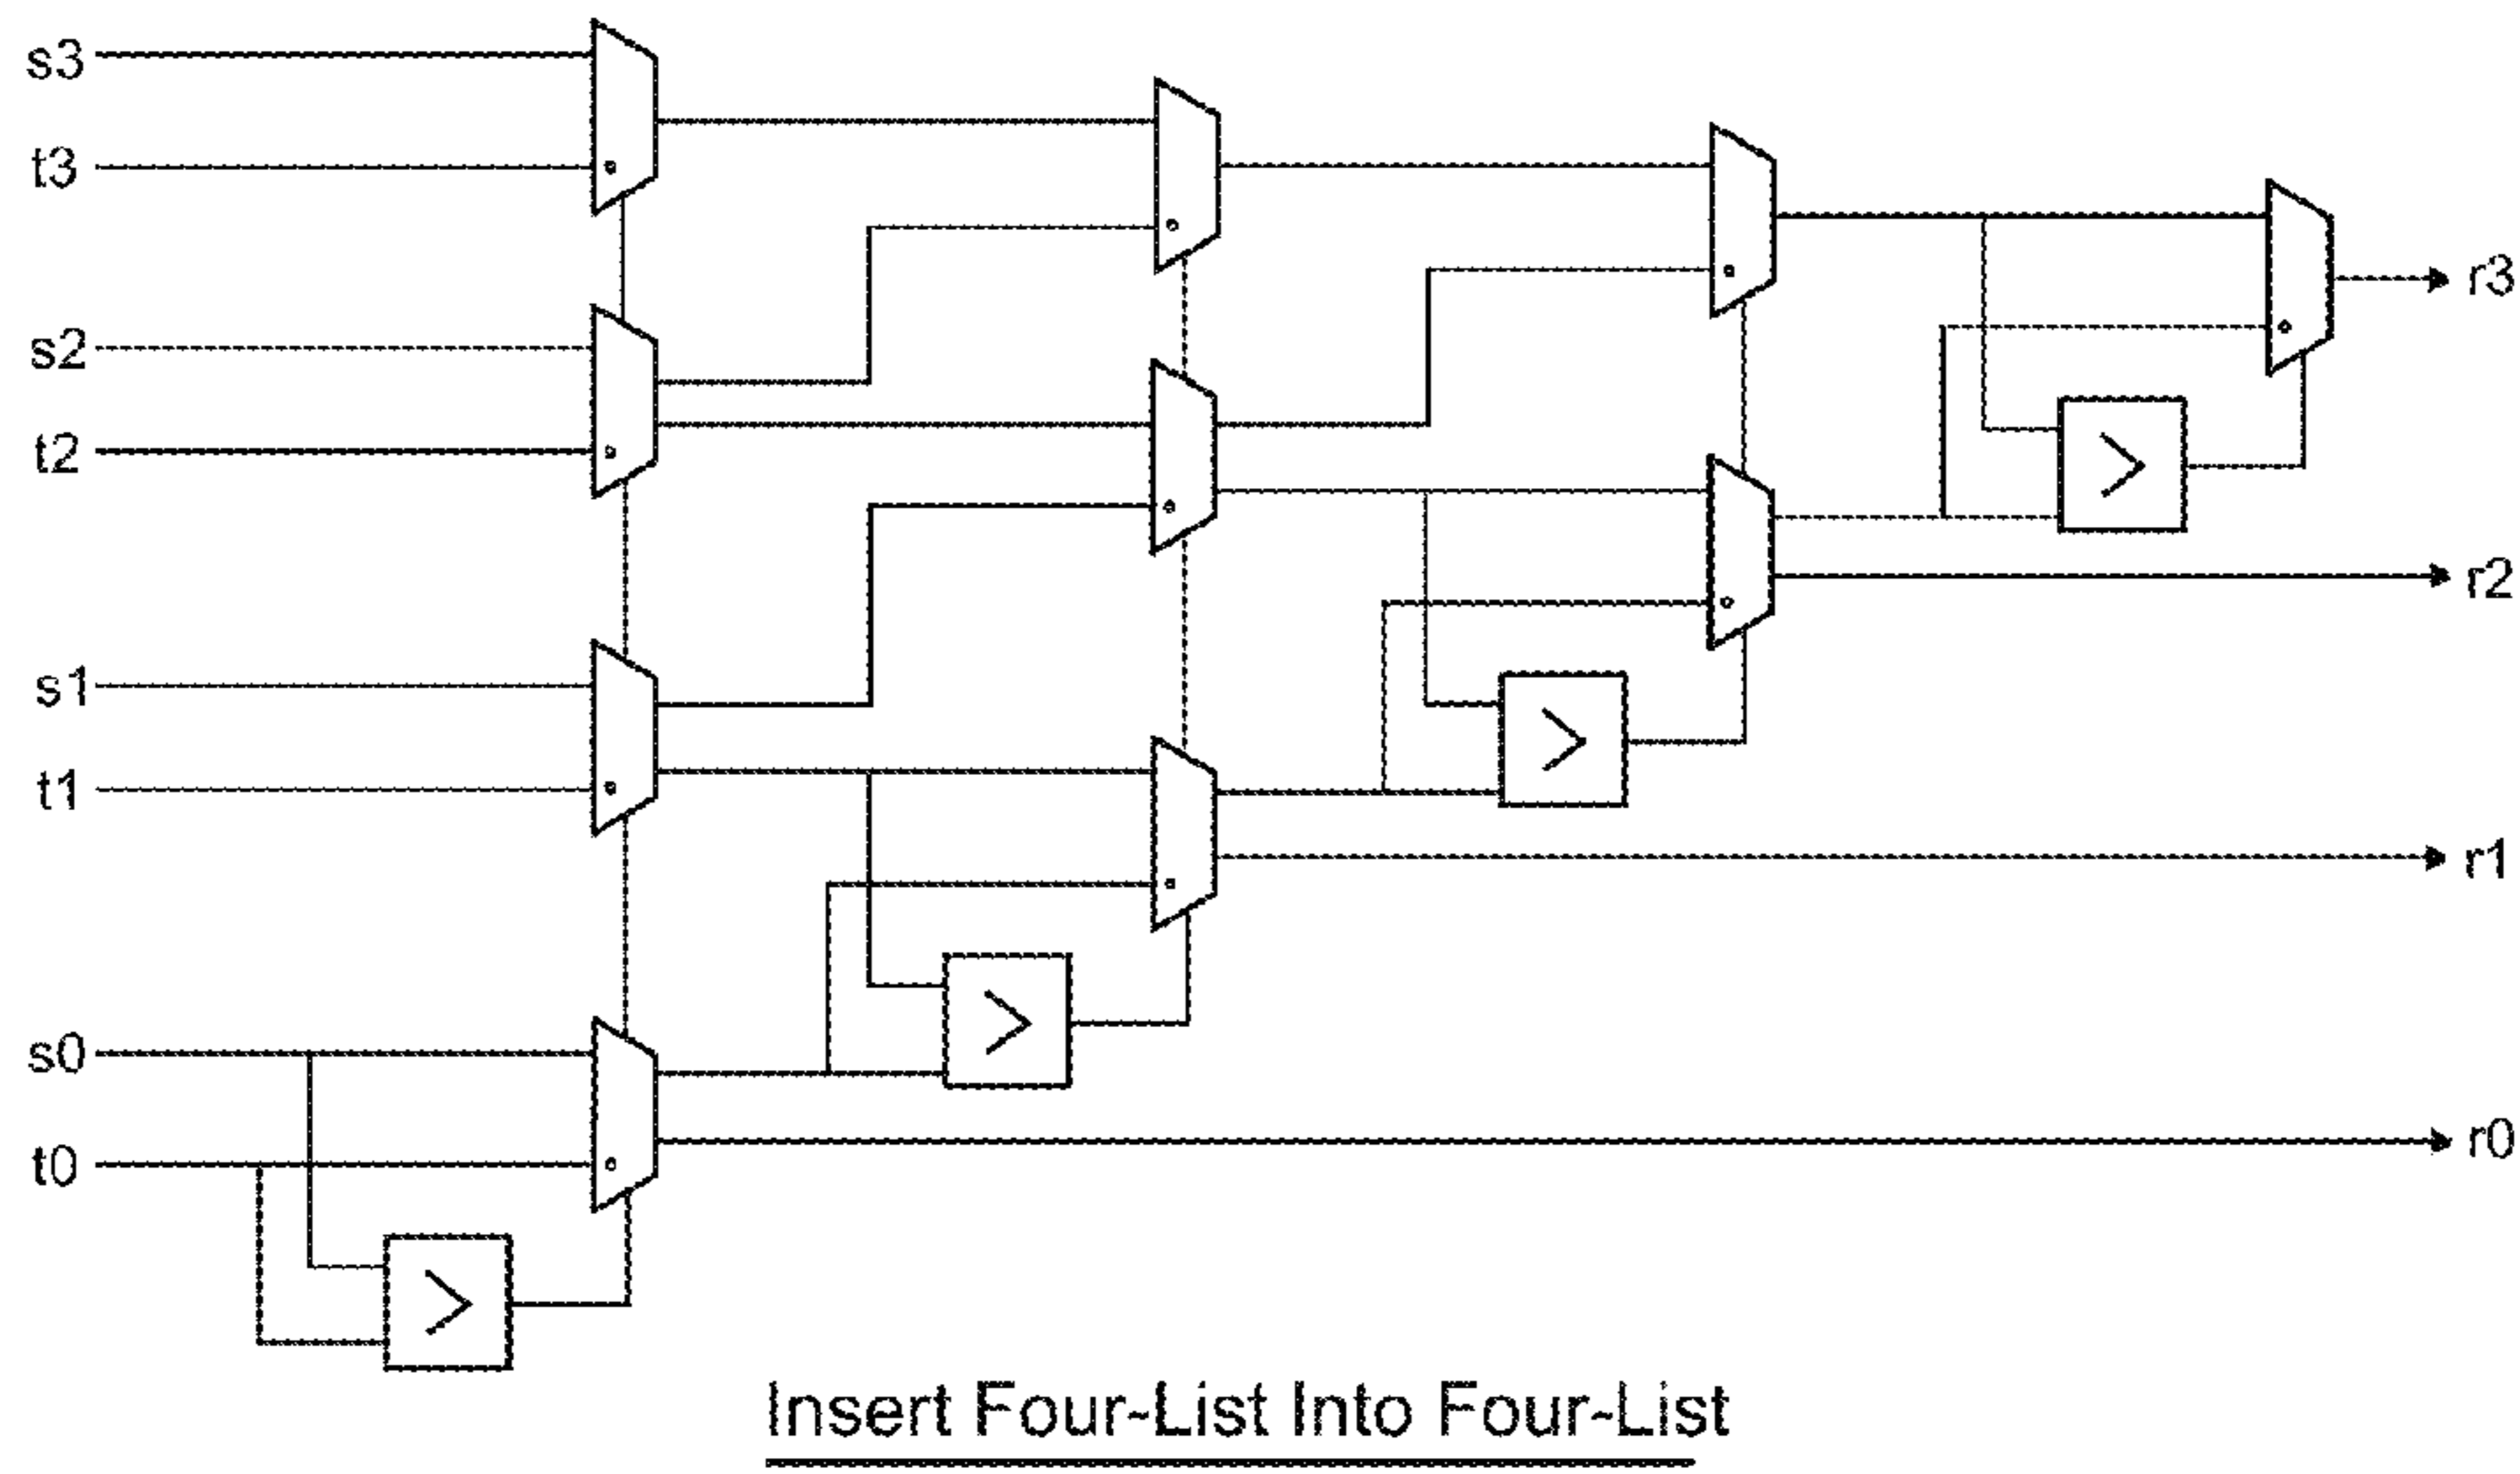 s3
t3
r3
s2
t2
>
r2
s1
t1
>
r1
>
s0
t0
r0
>
Insert Four-List Into Four-List